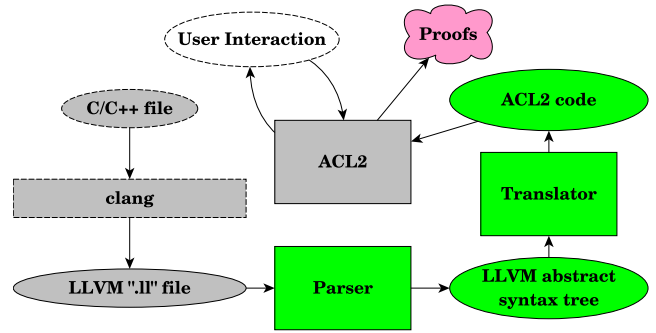 User Interaction
Proofs
C/C++ file
ACL2 code
ACL2
clang
Translator
LLVM ".ll" file
Parser
LLVM abstract
syntax tree